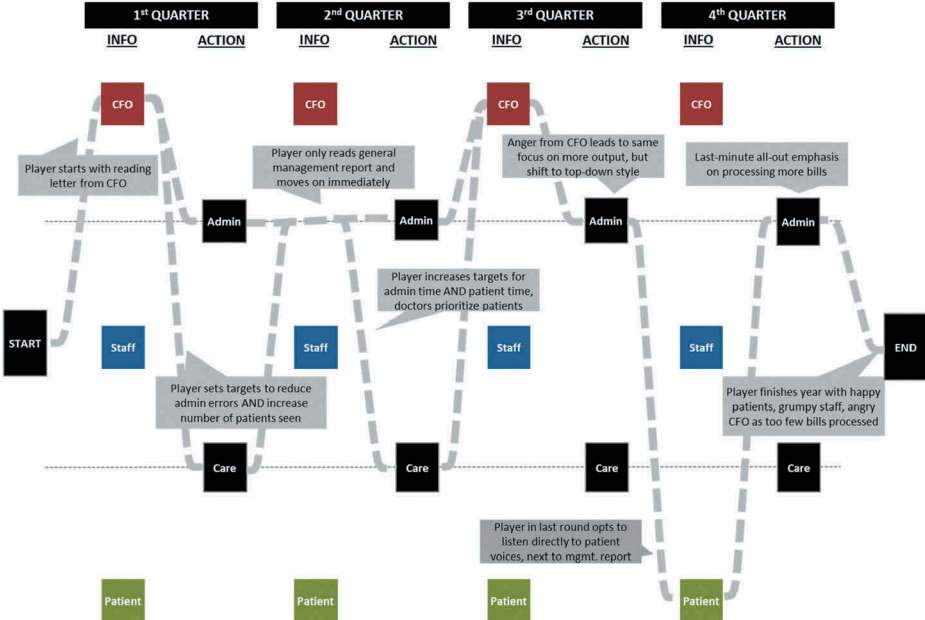 1st QUARTER
2nd QUARTER
3rd QUARTER
4th QUARTER
INFO
ACTION
INFO
ACTION
INFO
ACTION
INFO
ACTION
CFO
CFO
CFO
CFO
Player starts with reading
letter from CFO
Player only reads general
management report and
moves on immediately
Anger from CFO leads to same
focus on more output, but
shift to top-down style
Last-minute all-out emphasis
on processing more bills
Admin
Admin
Admin
Admin
Player increases targets for
admin time AND patient time,
doctors prioritize patients
START
Staff
Staff
Staff
Staff
END
Player sets targets to reduce
admin errors AND increase
number of patients seen
Player finishes year with happy
patients, grumpy staff, angry
CFO as too few bills processed
Care
Care
Care
Care
Player in last round opts to
listen directly to patient
voices, next to mgmt. report
Patient
Patient
Patient
Patient